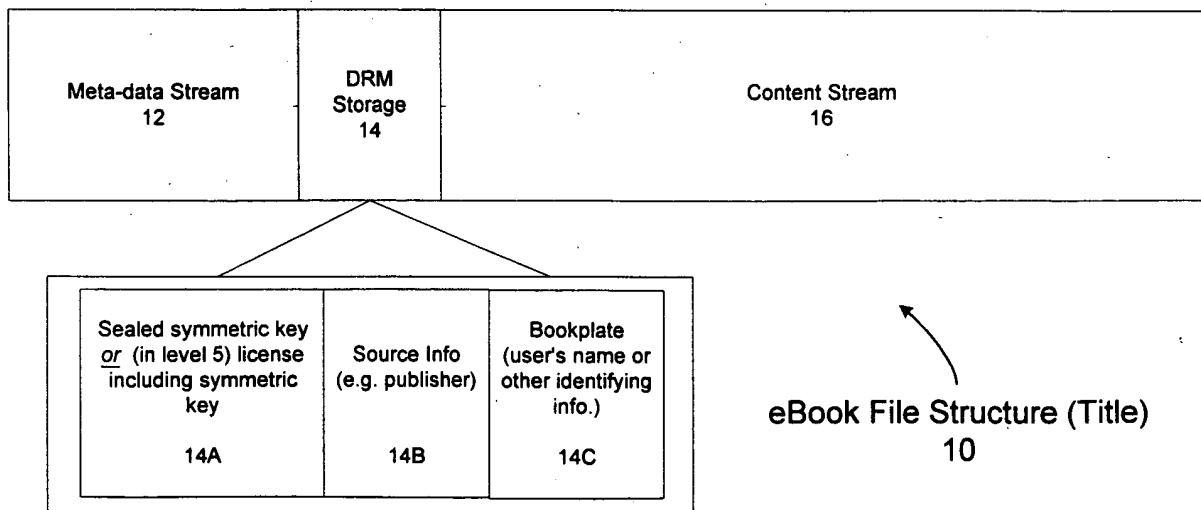 Meta-data Stream
12
DRM
Storage
14
Content Stream
16
Sealed symmetric key
or (in level 5) license
including symmetric
key
14A
Source Info
(e.g. publisher)
14B
Bookplate
(user's name or
other identifying
info.)
14C
eBook File Structure (Title)
10